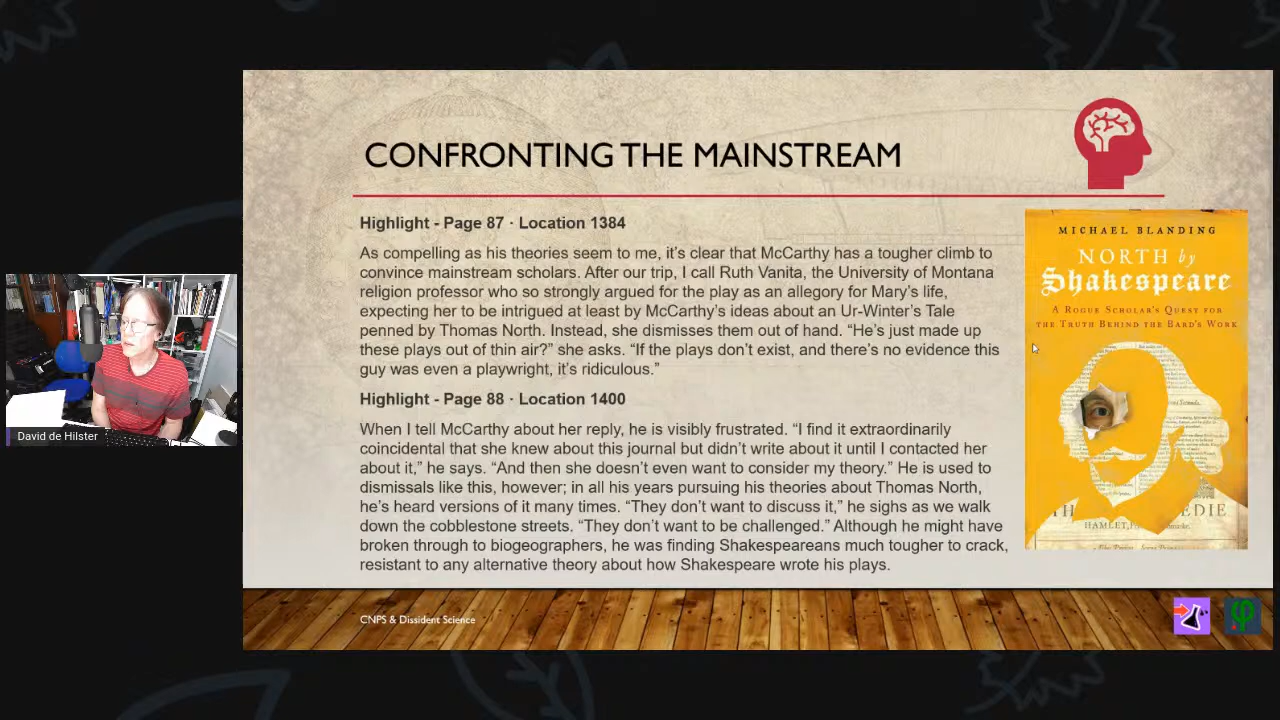 CONFRONTING THE MAINSTREAM
Highlight - Page 87 · Location 1384
As compelling as his theories seem to me, it's clear that McCarthy has a tougher climb to
convince mainstream scholars. After our trip, I call Ruth Vanita, the University of Montana
religion professor who so strongly argued for the play as an allegory for Mary's life,
expecting her to be intrigued at least by McCarthy's ideas about an Ur-Winter's Tale
penned by Thomas North. Instead, she dismisses them out of hand. “He's just made up
these plays out of thin air?” she asks. “If the plays don't exist, and there's no evidence this
guy was even a playwright, it's ridiculous.”
Highlight - Page 88 · Location 1400
When I tell McCarthy about her reply, he is visibly frustrated. “I find it extraordinarily
coincidental that she knew about this journal but didn't write about it until I contacted her
about it,” he says. “And then she doesn't even want to consider my theory.” He is used to
dismissals like this, however; in all his years pursuing his theories about Thomas North,
he's heard versions of it many times. “They don't want to discuss it,” he sighs as we walk
down the cobblestone streets. “They don't want to be challenged.” Although he might have
broken through to biogeographers, he was finding Shakespeareans much tougher to crack,
resistant to any alternative theory about how Shakespeare wrote his plays.
MICHAEL BLANDING
NORTH by
Shakespeare
A ROGUE SCHOLAR'S QUEST FOR
THE TRUTH BEHIND THE BARD'S WORK
HAMLET,
David de Hilster
CNPS & Dissident Science